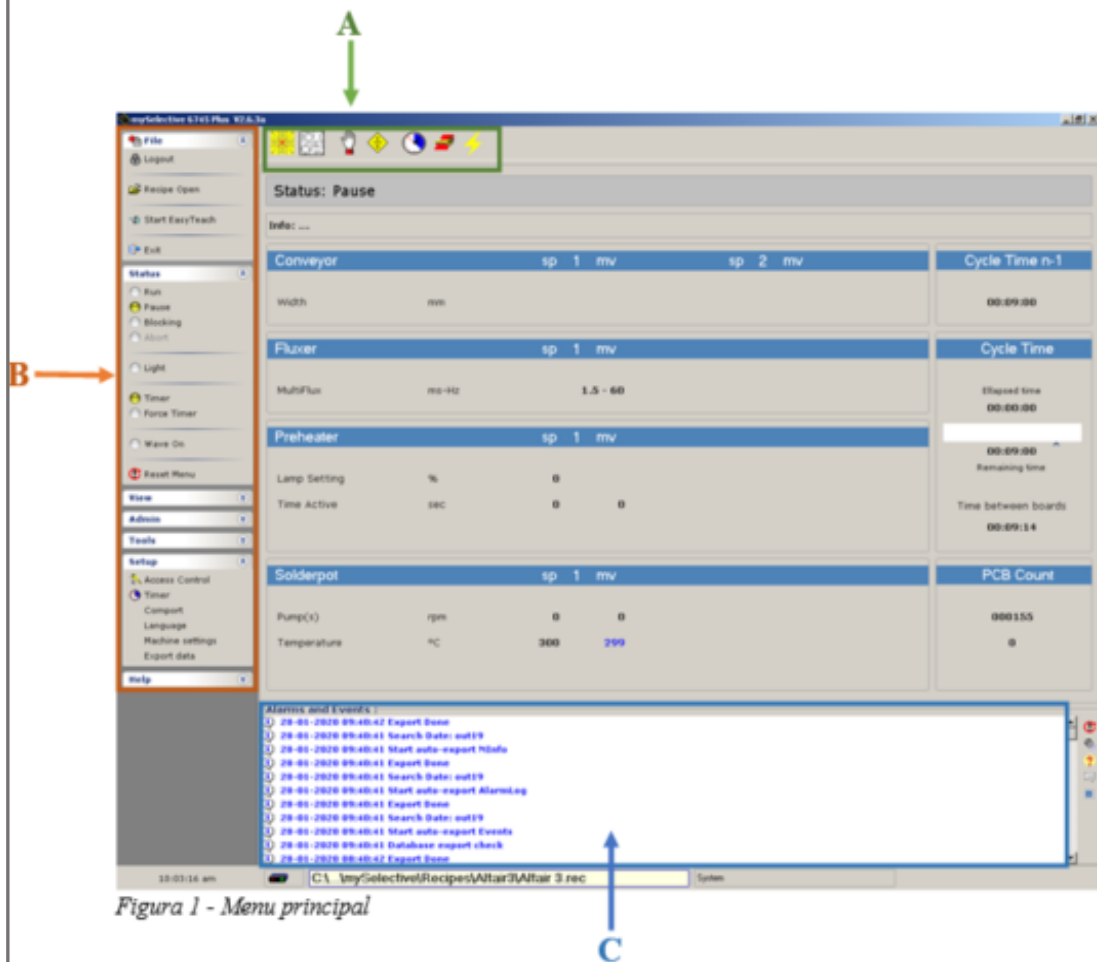 A
mySelective 6745 Plus V2.6.3a
File
Logout
Recipe Open
Start EasyTeach
Exit
Status
Run
Pause
Blocking
Abort
Light
Timer
Force Timer
Wave On
Reset Menu
View
Admin
Tools
Setup
Access Control
Timer
Comport
Language
Machine settings
Export data
Help
B
Status: Pause
Info: ...
Conveyor sp 1 mv sp 2 mv
Width mm
Cycle Time n-1
00:09:00
Fluxer sp 1 mv
MultiFlux ms-Hz 1.5 - 60
Cycle Time
Ellapsed time
00:00:00
00:09:00
Remaining time
Time between boards
00:09:14
Preheater sp 1 mv
Lamp Setting % 0
Time Active sec 0 0
Solderpot sp 1 mv
Pump(s) rpm 0 0
Temperature °C 300 299
PCB Count
000155
0
Alarms and Events :
28-01-2020 09:40:42 Export Done
28-01-2020 09:40:41 Search Date: out19
28-01-2020 09:40:41 Start auto-export
28-01-2020 09:40:41 Export Done
28-01-2020 09:40:41 Search Date: out19
28-01-2020 09:40:41 Start auto-export AlarmLog
28-01-2020 09:40:41 Export Done
28-01-2020 09:40:41 Search Date: out19
28-01-2020 09:40:41 Start auto-export Events
28-01-2020 09:40:41 Database export check
28-01-2020 08:40:42 Export Done
10:03:16 am
C:\...\mySelective\Recipes\Altair3\Altair 3.rec
System
Figura 1 - Menu principal
C